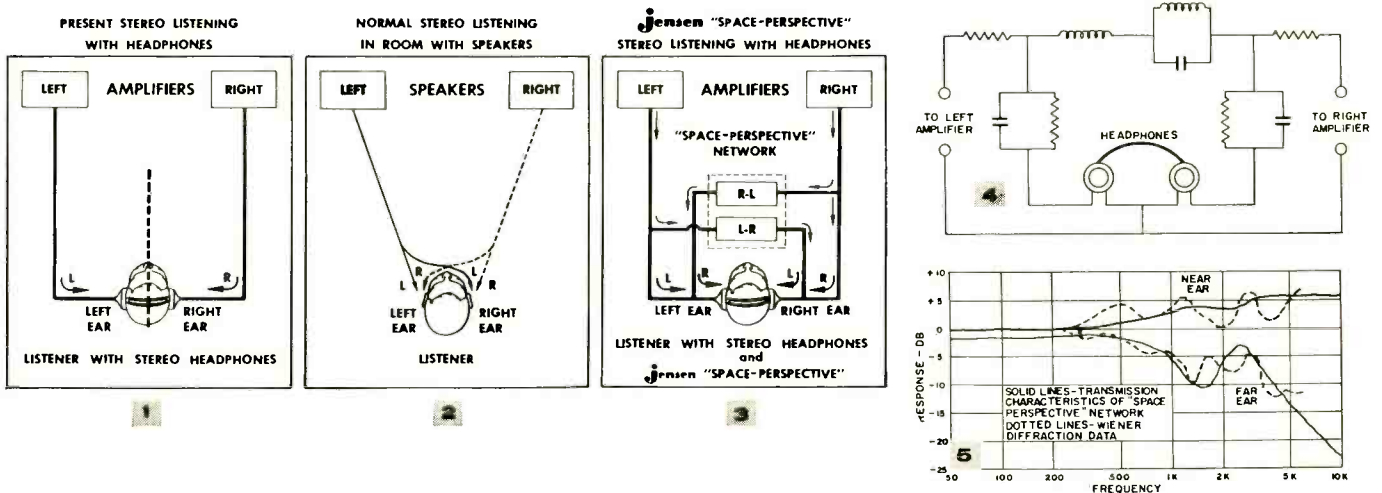 PRESENT STEREO LISTENING
WITH HEADPHONES
LEFT
AMPLIFIERS
RIGHT
L
R
LEFT
EAR
RIGHT
EAR
LISTENER WITH STEREO HEADPHONES
1
NORMAL STEREO LISTENING
IN ROOM WITH SPEAKERS
LEFT
SPEAKERS
RIGHT
R
L
L
R
LEFT
EAR
RIGHT
EAR
LISTENER
2
jensen "SPACE-PERSPECTIVE"
STEREO LISTENING WITH HEADPHONES
LEFT
AMPLIFIERS
RIGHT
"SPACE-PERSPECTIVE"
NETWORK
R-L
L-R
L
R
L
R
LEFT EAR
RIGHT EAR
LISTENER WITH STEREO HEADPHONES
and
jensen "SPACE-PERSPECTIVE"
3
TO LEFT
AMPLIFIER
HEADPHONES
TO RIGHT
AMPLIFIER
4
RESPONSE-DB
+10
+5
0
-5
-10
-15
-20
-25
NEAR
EAR
FAR
EAR
SOLID LINES-TRANSMISSION
CHARACTERISTICS OF "SPACE
PERSPECTIVE" NETWORK
DOTTED LINES-WIENER
DIFFRACTION DATA
5
50
100
200
500
1K
2K
5K
10K
FREQUENCY